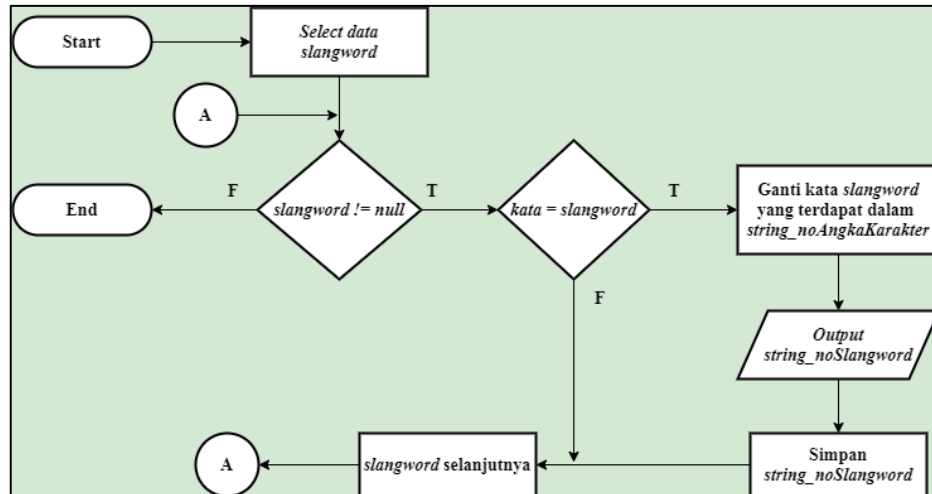 Start
Select data
slangword
A
End
F
slangword != null
T
kata = slangword
T
Ganti kata slangword
yang terdapat dalam
string_noAngkaKarakter
F
Output
string_noSlangword
A
slangword selanjutnya
Simpan
string_noSlangword